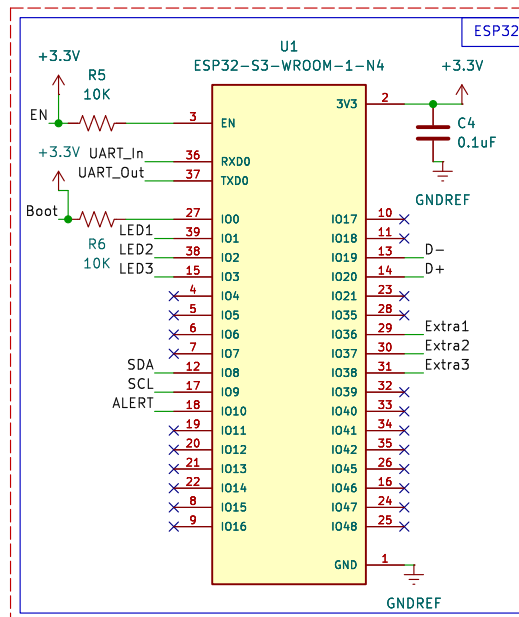 ESP32
U1
ESP32-S3-WROOM-1-N4
+3.3V
R5
10K
EN
3
EN
UART_In
36
RXD0
UART_Out
37
TXD0
+3.3V
Boot
R6
10K
27
IO0
LED1
39
IO1
LED2
38
IO2
LED3
15
IO3
4
IO4
5
IO5
6
IO6
7
IO7
SDA
12
IO8
SCL
17
IO9
ALERT
18
IO10
19
IO11
20
IO12
21
IO13
22
IO14
8
IO15
9
IO16
+3.3V
3V3
2
C4
0.1uF
GNDREF
IO17
10
IO18
11
IO19
13
D-
IO20
14
D+
IO21
23
IO35
28
IO36
29
Extra1
IO37
30
Extra2
IO38
31
Extra3
IO39
32
IO40
33
IO41
34
IO42
35
IO45
26
IO46
16
IO47
24
IO48
25
GND
1
GNDREF